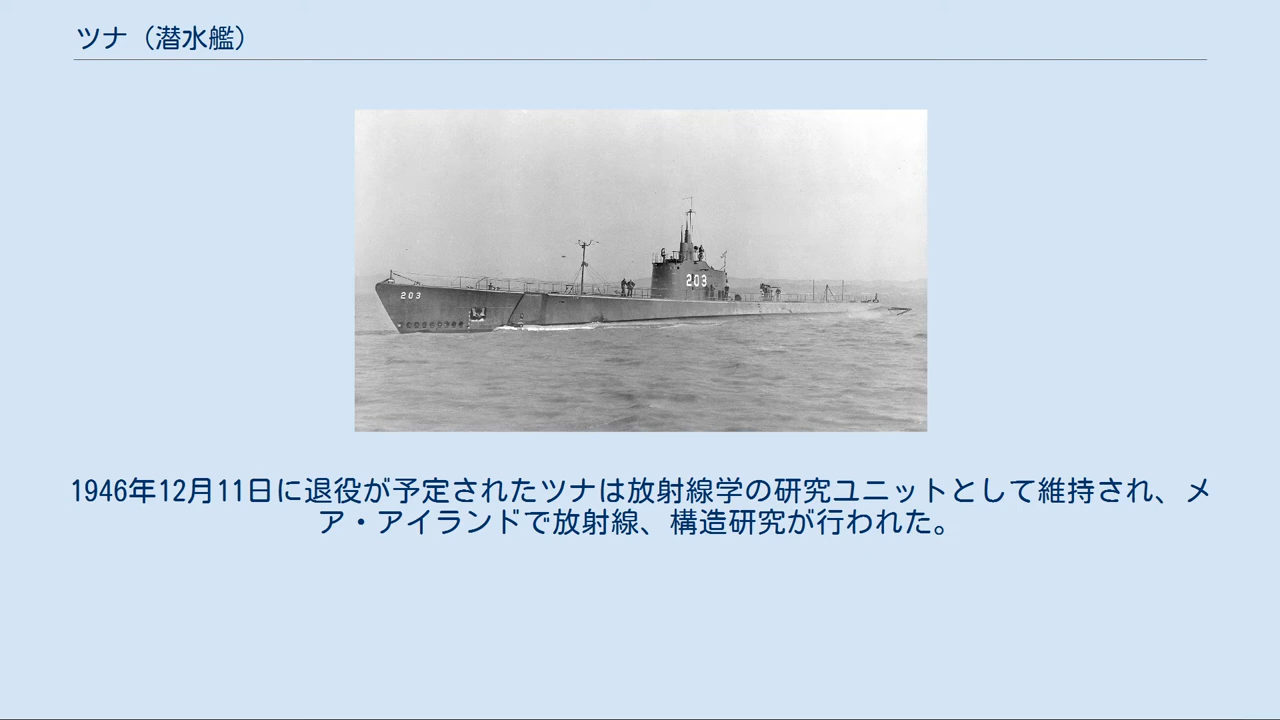 ツナ（潜水艦）
203
203
1946年12月11日に退役が予定されたツナは放射線学の研究ユニットとして維持され、メ
ア・アイランドで放射線、構造研究が行われた。